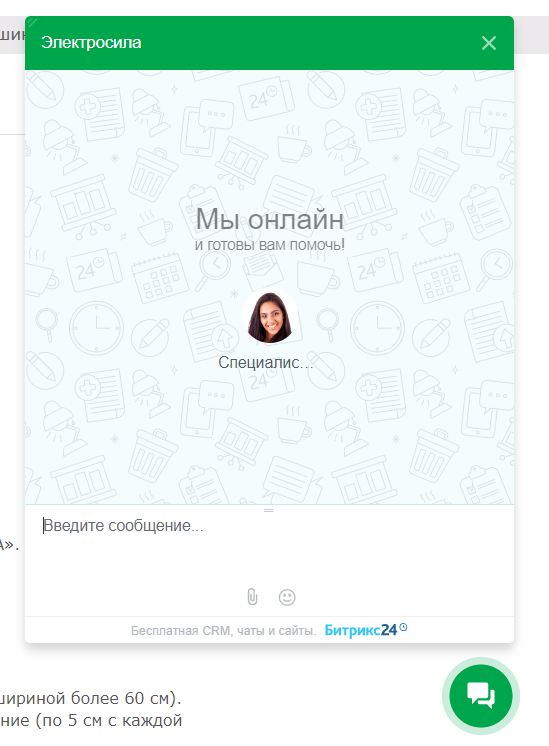 шин
Электросила
Мы онлайн
и готовы вам помочь!
Специалис...
Введите сообщение...
А».
Бесплатная CRM, чаты и сайты. Битрикс24
шириной более 60 см).
ние (по 5 см с каждой